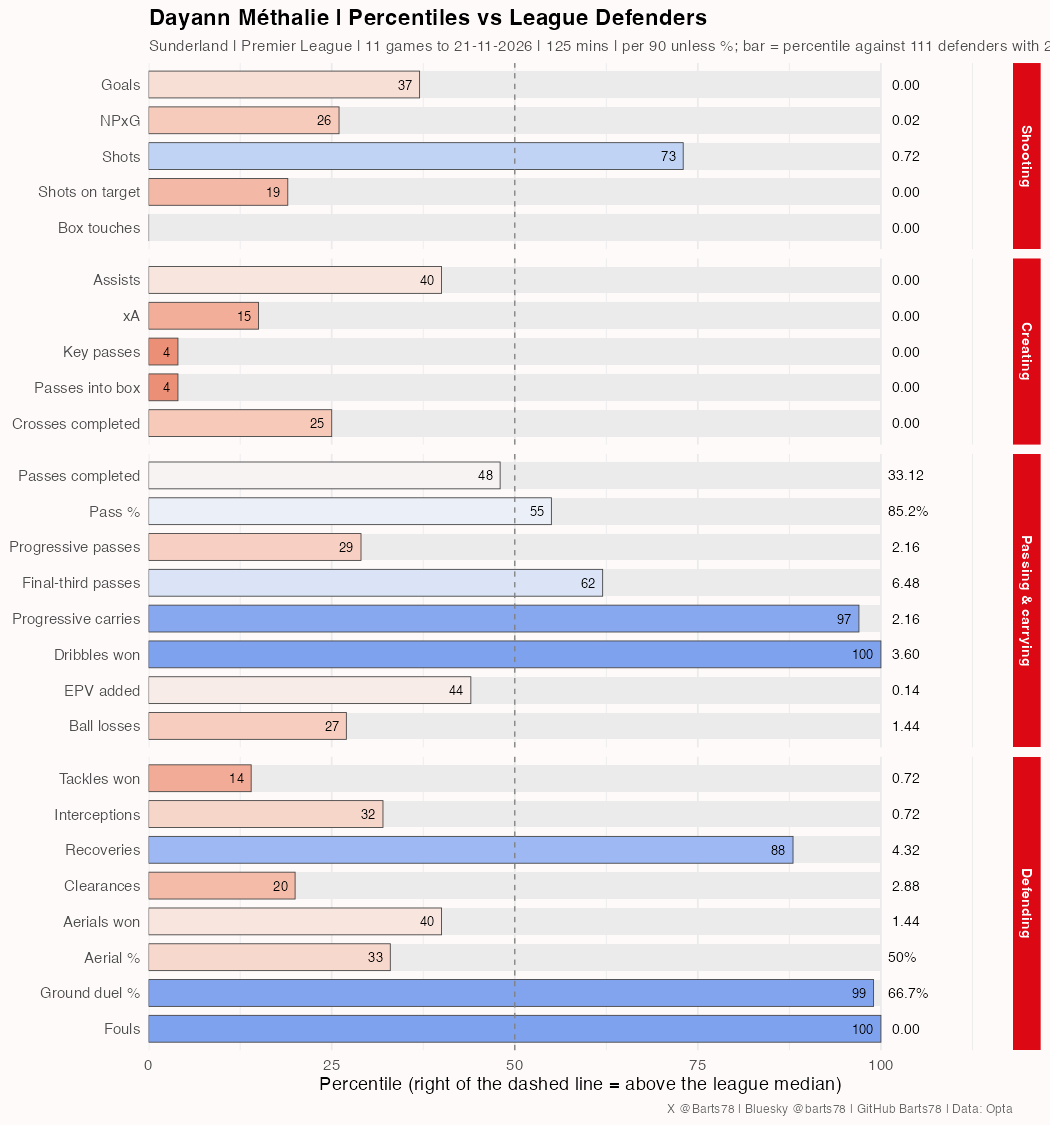 Dayann Méthalie | Percentiles vs League Defenders
Sunderland | Premier League | 11 games to 21-11-2026 | 125 mins | per 90 unless %; bar = percentile against 111 defenders with 2
Goals 37 0.00
NPxG 26 0.02
Shots 73 0.72
Shots on target 19 0.00
Box touches 0.00
Shooting
Assists 40 0.00
xA 15 0.00
Key passes 4 0.00
Passes into box 4 0.00
Crosses completed 25 0.00
Creating
Passes completed 48 33.12
Pass % 55 85.2%
Progressive passes 29 2.16
Final-third passes 62 6.48
Progressive carries 97 2.16
Dribbles won 100 3.60
EPV added 44 0.14
Ball losses 27 1.44
Passing & carrying
Tackles won 14 0.72
Interceptions 32 0.72
Recoveries 88 4.32
Clearances 20 2.88
Aerials won 40 1.44
Aerial % 33 50%
Ground duel % 99 66.7%
Fouls 100 0.00
Defending
0 25 50 75 100
Percentile (right of the dashed line = above the league median)
X @Barts78 | Bluesky @barts78 | GitHub Barts78 | Data: Opta